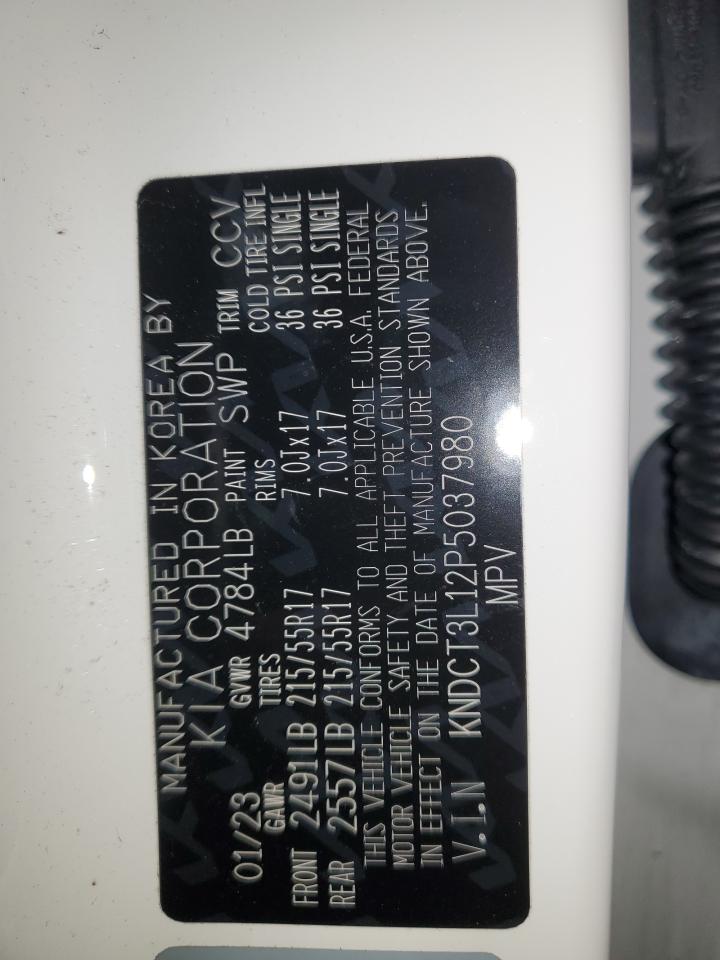 MANUFACTURED IN KOREA BY
KIA CORPORATION
01/23 GVWR 4784LB PAINT SWP TRIM CCV
GAWR TIRES RIMS COLD TIRE INFL
FRONT 2491LB 215/55R17 7.0Jx17 36 PSI SINGLE
REAR 2557LB 215/55R17 7.0Jx17 36 PSI SINGLE
THIS VEHICLE CONFORMS TO ALL APPLICABLE U.S.A. FEDERAL
MOTOR VEHICLE SAFETY AND THEFT PREVENTION STANDARDS
IN EFFECT ON THE DATE OF MANUFACTURE SHOWN ABOVE.
V.I.N KNDCT3L12P5037980
MPV